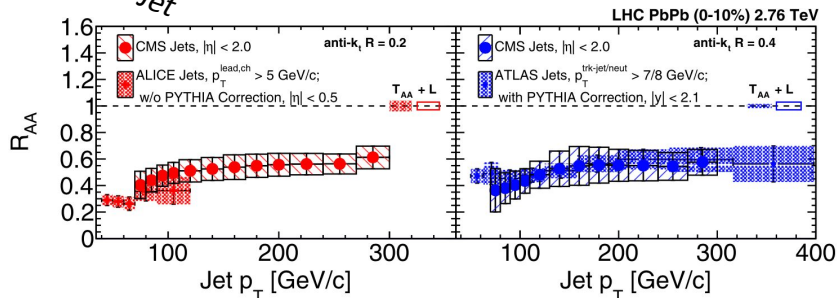 jet
LHC PbPb (0-10%) 2.76 TeV
1.6
1.4
1.2
1
0.8
0.6
0.4
0.2
0
R_AA
CMS Jets, |η| < 2.0
anti-k_t R = 0.2
ALICE Jets, p_T^lead,ch > 5 GeV/c;
w/o PYTHIA Correction, |η| < 0.5
T_AA + L
100 200 300
Jet p_T [GeV/c]
CMS Jets, |η| < 2.0
anti-k_t R = 0.4
ATLAS Jets, p_T^trk-jet/neut > 7/8 GeV/c;
with PYTHIA Correction, |y| < 2.1
T_AA + L
100 200 300 400
Jet p_T [GeV/c]